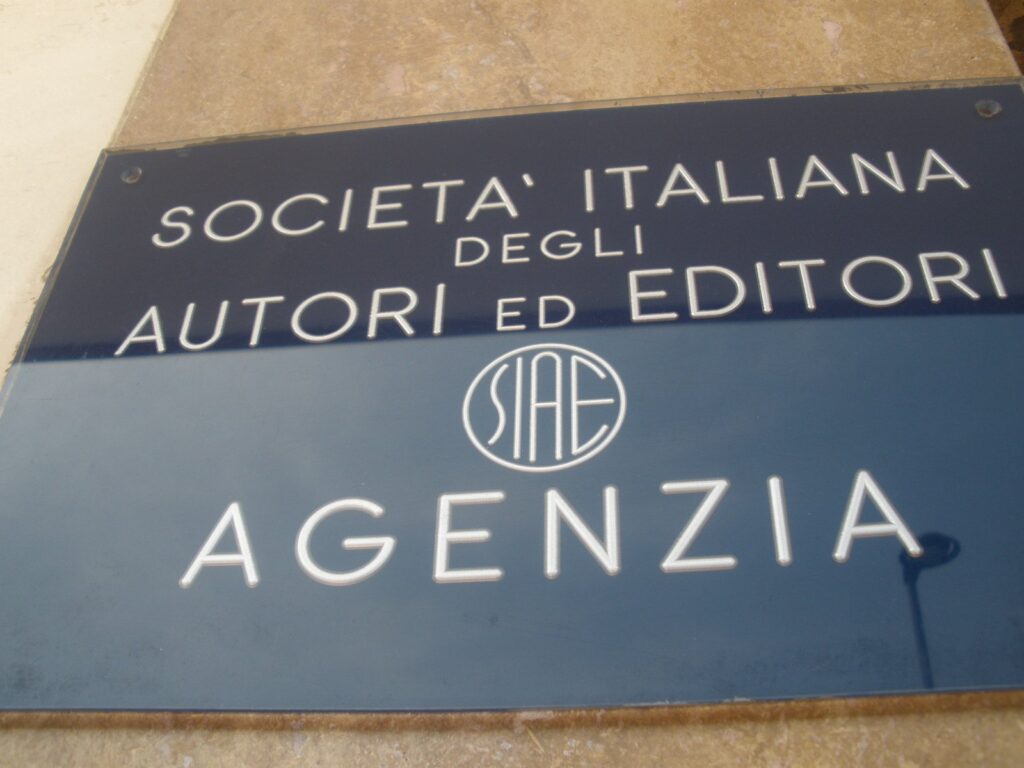 SOCIETA' ITALIANA
DEGLI
AUTORI ED EDITORI
SIAE
AGENZIA